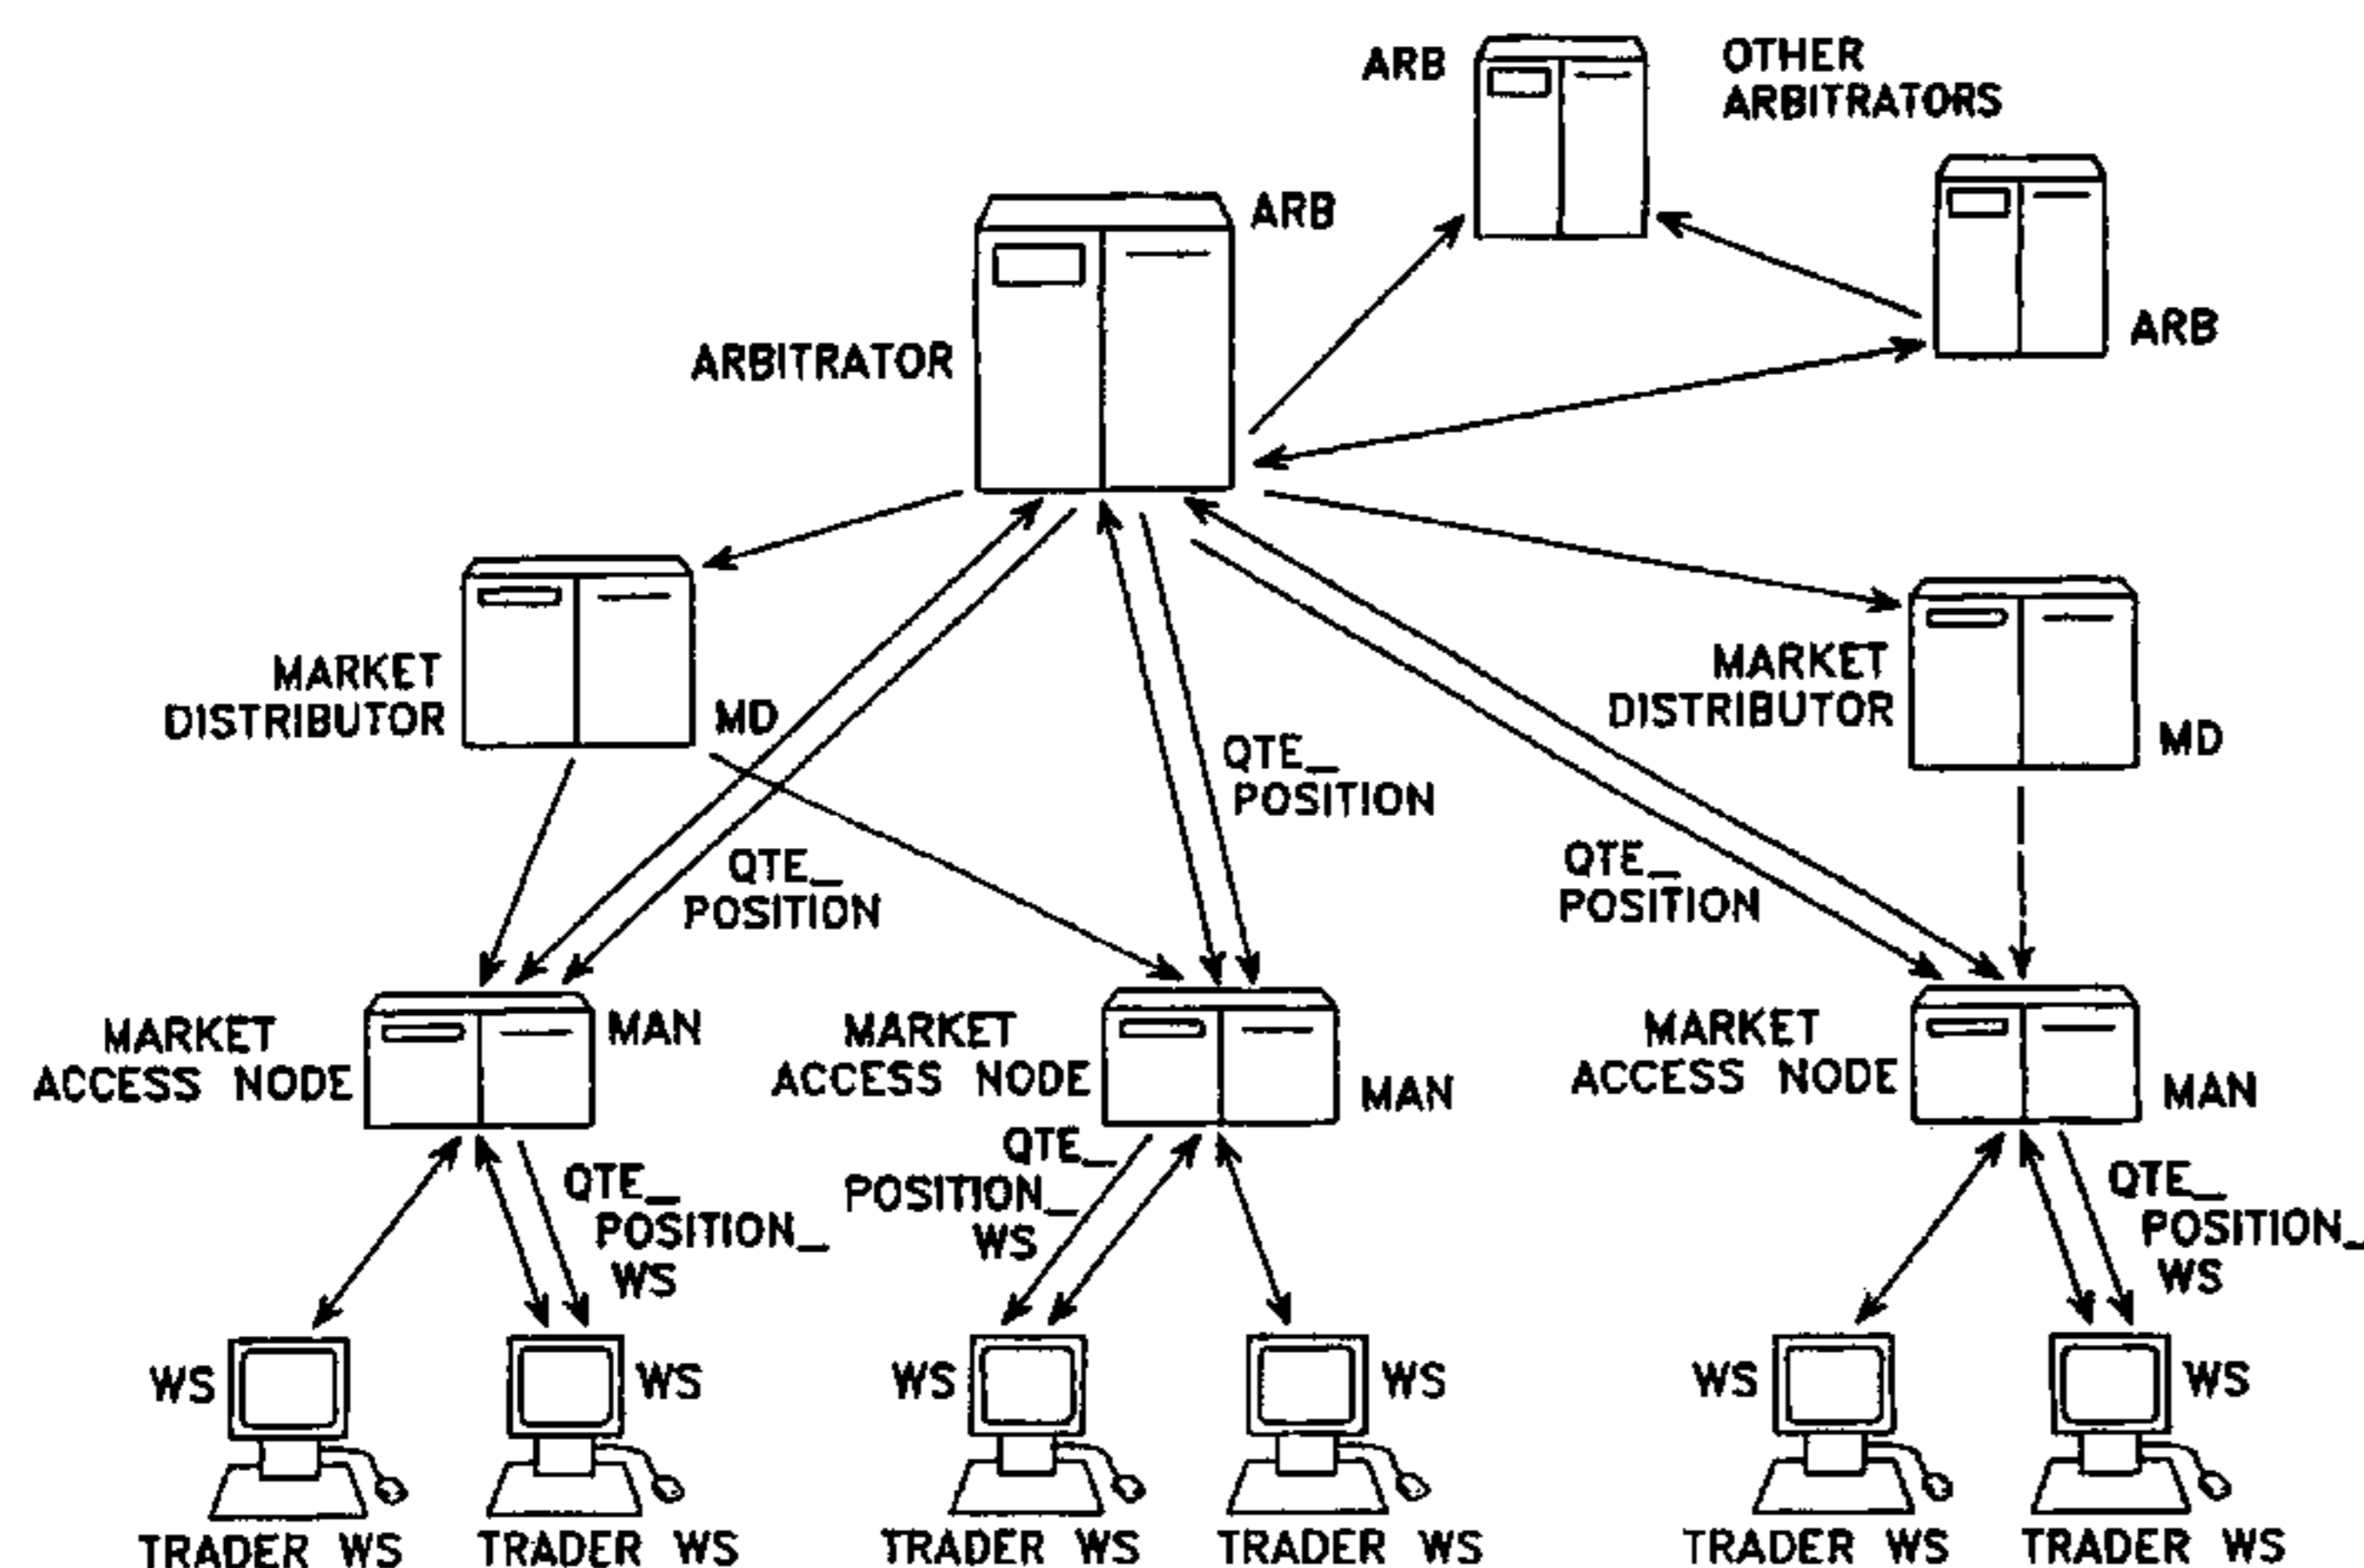 ARB
OTHER
ARBITRATORS
ARB
ARBITRATOR
ARB
MARKET
DISTRIBUTOR
MD
MARKET
DISTRIBUTOR
MD
QTE_
POSITION
QTE_
POSITION
QTE_
POSITION
MARKET
ACCESS NODE
MAN
MARKET
ACCESS NODE
MAN
MARKET
ACCESS NODE
MAN
QTE_
POSITION_
WS
QTE_
POSITION_
WS
QTE_
POSITION_
WS
WS
WS
WS
WS
WS
WS
TRADER WS
TRADER WS
TRADER WS
TRADER WS
TRADER WS
TRADER WS